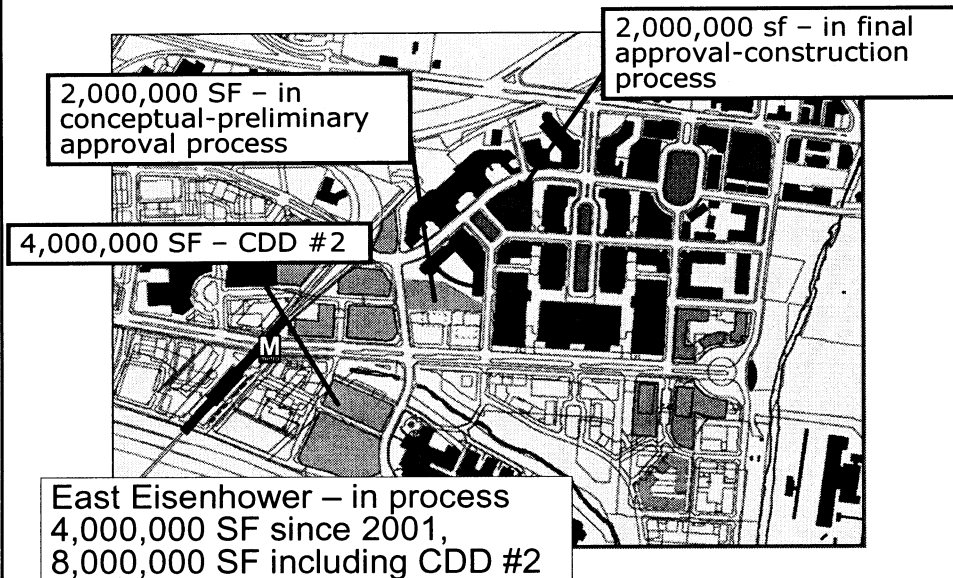 2,000,000 sf – in final
approval-construction
process
2,000,000 SF – in
conceptual-preliminary
approval process
4,000,000 SF – CDD #2
M
East Eisenhower – in process
4,000,000 SF since 2001,
8,000,000 SF including CDD #2